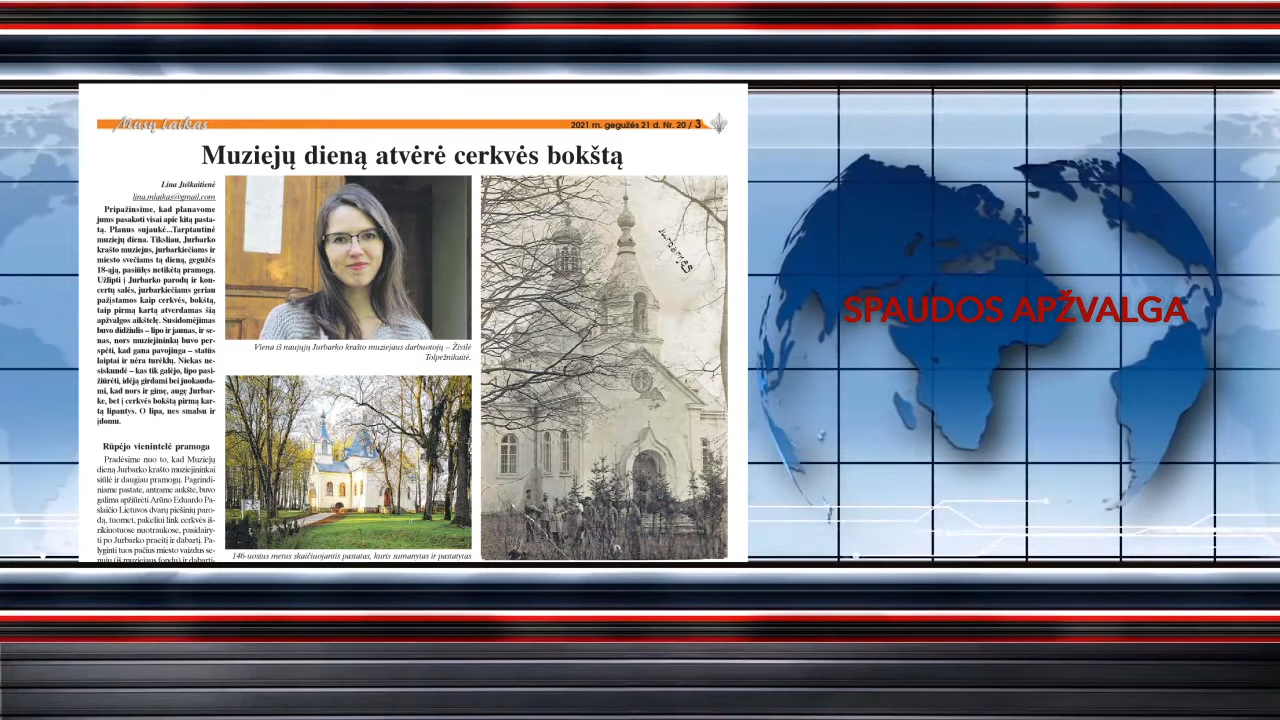 Mūsų laikas
2021 m. gegužės 21 d. Nr. 20 / 3
Muziejų dieną atvėrė cerkvės bokštą
Lina Juškaitienė
lina.mlaikas@gmail.com
Pripažinsime, kad planavome
jums pasakoti visai apie kitą pasta-
tą. Planus sujaukė...Tarptautinė
muziejų diena. Tiksliau, Jurbarko
krašto muziejus, jurbarkiečiams ir
miesto svečiams tą dieną, gegužės
18-ąją, pasiūlęs netikėtą pramogą.
Užlipti į Jurbarko parodų ir kon-
certų salės, jurbarkiečiams geriau
pažįstamos kaip cerkvės, bokštą,
taip pirmą kartą atverdamas šią
apžvalgos aikštelę. Susidomėjimas
buvo didžiulis – lipo ir jaunas, ir se-
nas, nors muziejininkų buvo per-
spėti, kad gana pavojinga – statūs
laiptai ir nėra turėklų. Niekas ne-
siskundė – kas tik galėjo, lipo pasi-
žiūrėti, idėją girdami bei juokauda-
mi, kad nors ir gimę, augę Jurbar-
ke, bet į cerkvės bokštą pirmą kar-
tą lipantys. O lipa, nes smalsu ir
įdomu.
Rūpėjo vienintelė pramoga
Pradėsime nuo to, kad Muziejų
dieną Jurbarko krašto muziejininkai
siūlė ir daugiau pramogų. Pagrindi-
niame pastate, antrame aukšte, buvo
galima apžiūrėti Arūno Eduardo Pa-
slaičio Lietuvos dvarų piešinių paro-
dą, tuomet, pakeliui link cerkvės iš-
rikiuotuose nuotraukose, pasidairy-
ti po Jurbarko praeitį ir dabartį. Pa-
lyginti tuos pačius miesto vaizdus se-
nųjų (iš muziejaus fondų) ir dabarti-
Viena iš naujųjų Jurbarko krašto muziejaus darbuotojų – Živilė
Tolpežnikaitė.
146-uosius metus skaičiuojantis pastatas, kuris sumanytas ir pastatytas
SPAUDOS APŽVALGA